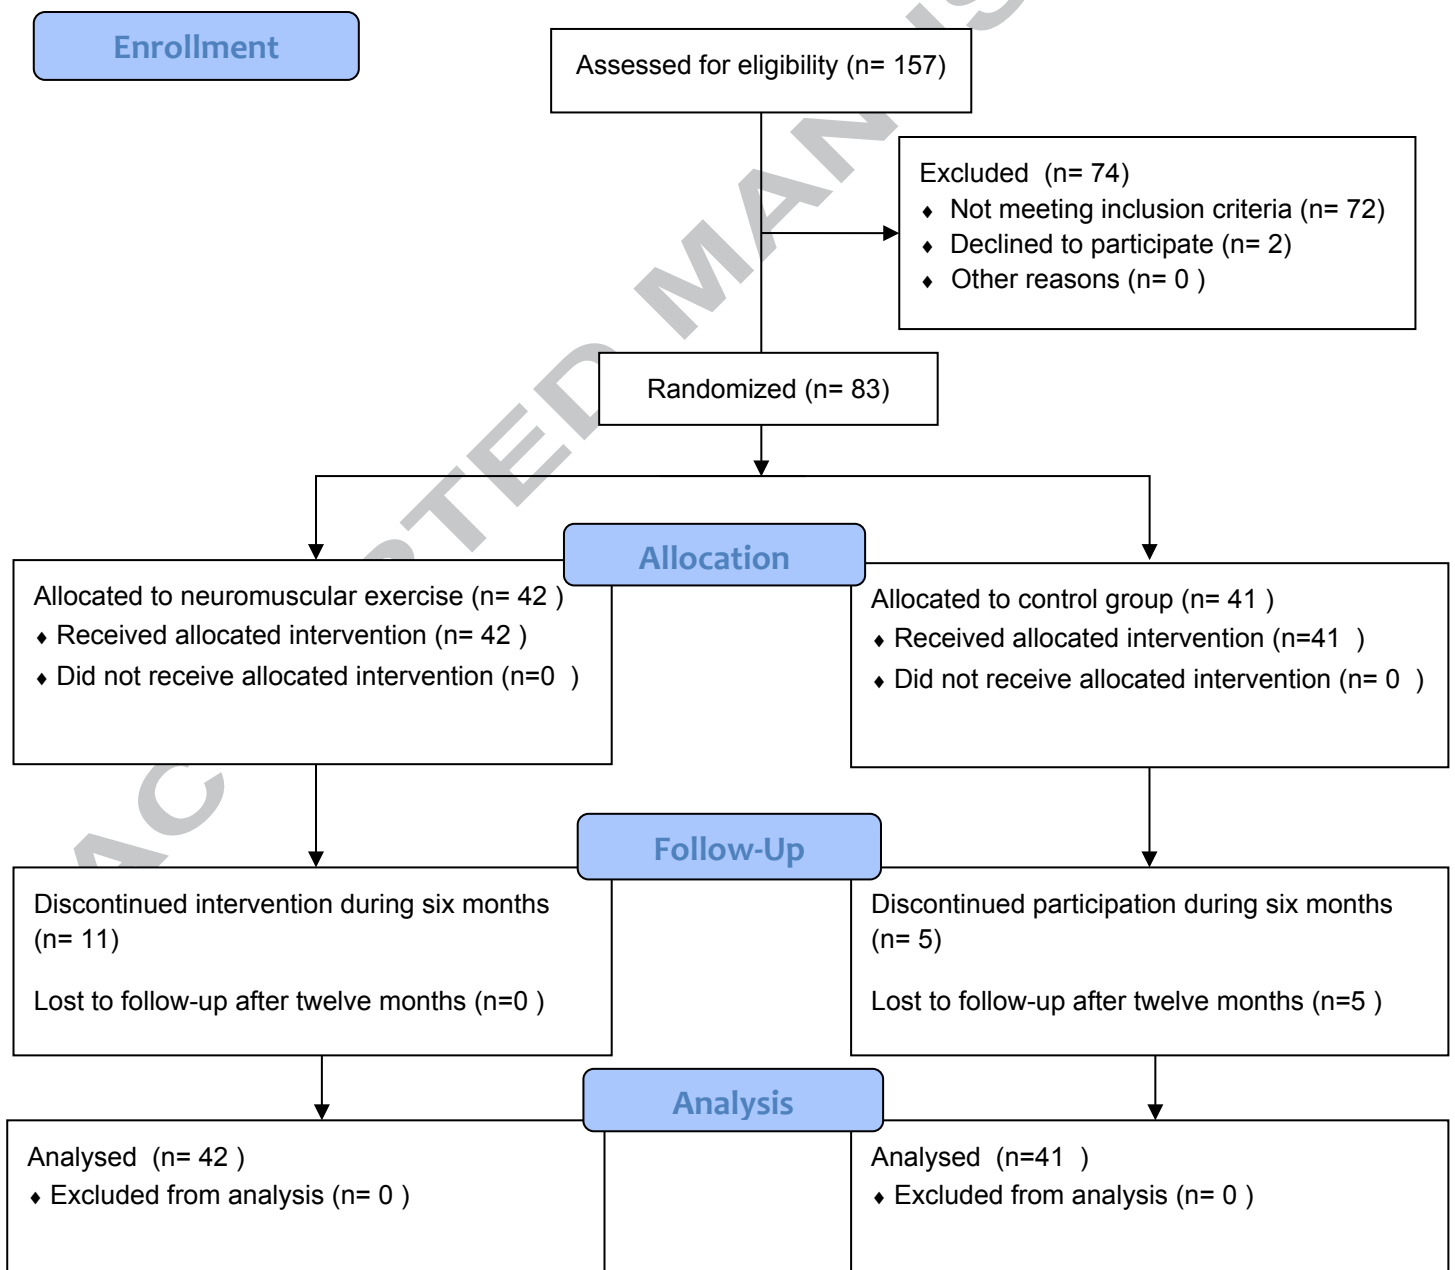 Enrollment
Assessed for eligibility (n= 157)
Excluded (n= 74)
♦ Not meeting inclusion criteria (n= 72)
♦ Declined to participate (n= 2)
♦ Other reasons (n= 0 )
Randomized (n= 83)
Allocation
Allocated to neuromuscular exercise (n= 42 )
♦ Received allocated intervention (n= 42 )
♦ Did not receive allocated intervention (n=0 )
Allocated to control group (n= 41 )
♦ Received allocated intervention (n=41 )
♦ Did not receive allocated intervention (n= 0 )
Follow-Up
Discontinued intervention during six months
(n= 11)
Lost to follow-up after twelve months (n=0 )
Discontinued participation during six months
(n= 5)
Lost to follow-up after twelve months (n=5 )
Analysis
Analysed (n= 42 )
♦ Excluded from analysis (n= 0 )
Analysed (n=41 )
♦ Excluded from analysis (n= 0 )